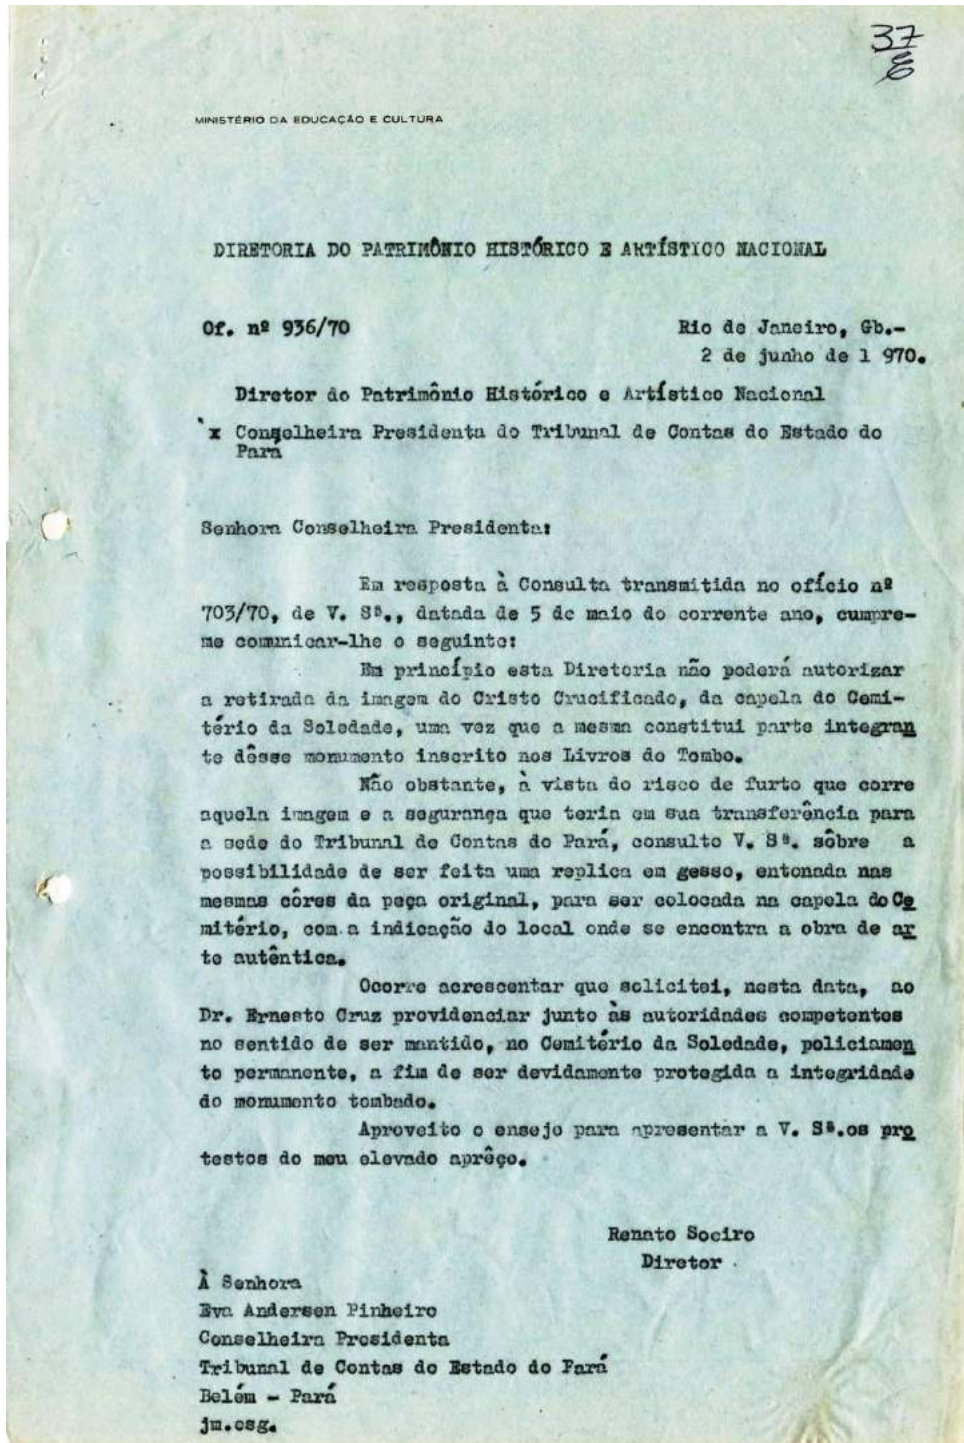 37
MINISTÉRIO DA EDUCAÇÃO E CULTURA
DIRETORIA DO PATRIMÔNIO HISTÓRICO E ARTÍSTICO NACIONAL
Of. nº 936/70 Rio de Janeiro, Gb.-
2 de junho de 1 970.
Diretor do Patrimônio Histórico e Artístico Nacional
x Conselheira Presidenta do Tribunal de Contas do Estado do
Pará
Senhora Conselheira Presidenta:
Em resposta à Consulta transmitida no ofício nº
703/70, de V. Sª., datada de 5 de maio do corrente ano, cumpre-
me comunicar-lhe o seguinte:
Em princípio esta Diretoria não poderá autorizar
a retirada da imagem do Cristo Crucificado, da capela do Cemi-
tério da Soledade, uma vez que a mesma constitui parte integran
te dêsse monumento inscrito nos Livros do Tombo.
Não obstante, à vista do risco de furto que corre
aquela imagem e a segurança que teria em sua transferência para
a sede do Tribunal de Contas do Pará, consulto V. Sª. sôbre a
possibilidade de ser feita uma replica em gesso, entonada nas
mesmas côres da peça original, para ser colocada na capela do Ce
mitério, com a indicação do local onde se encontra a obra de ar
te autêntica.
Ocorre acrescentar que solicitei, nesta data, ao
Dr. Ernesto Cruz providenciar junto às autoridades competentes
no sentido de ser mantido, no Cemitério da Soledade, policiamen
to permanente, a fim de ser devidamente protegida a integridade
do monumento tombado.
Aproveito o ensejo para apresentar a V. Sª.os pro
testos do meu elevado aprêço.
Renato Soeiro
Diretor
À Senhora
Eva Andersen Pinheiro
Conselheira Presidenta
Tribunal de Contas do Estado do Pará
Belém - Pará
jm.csg.